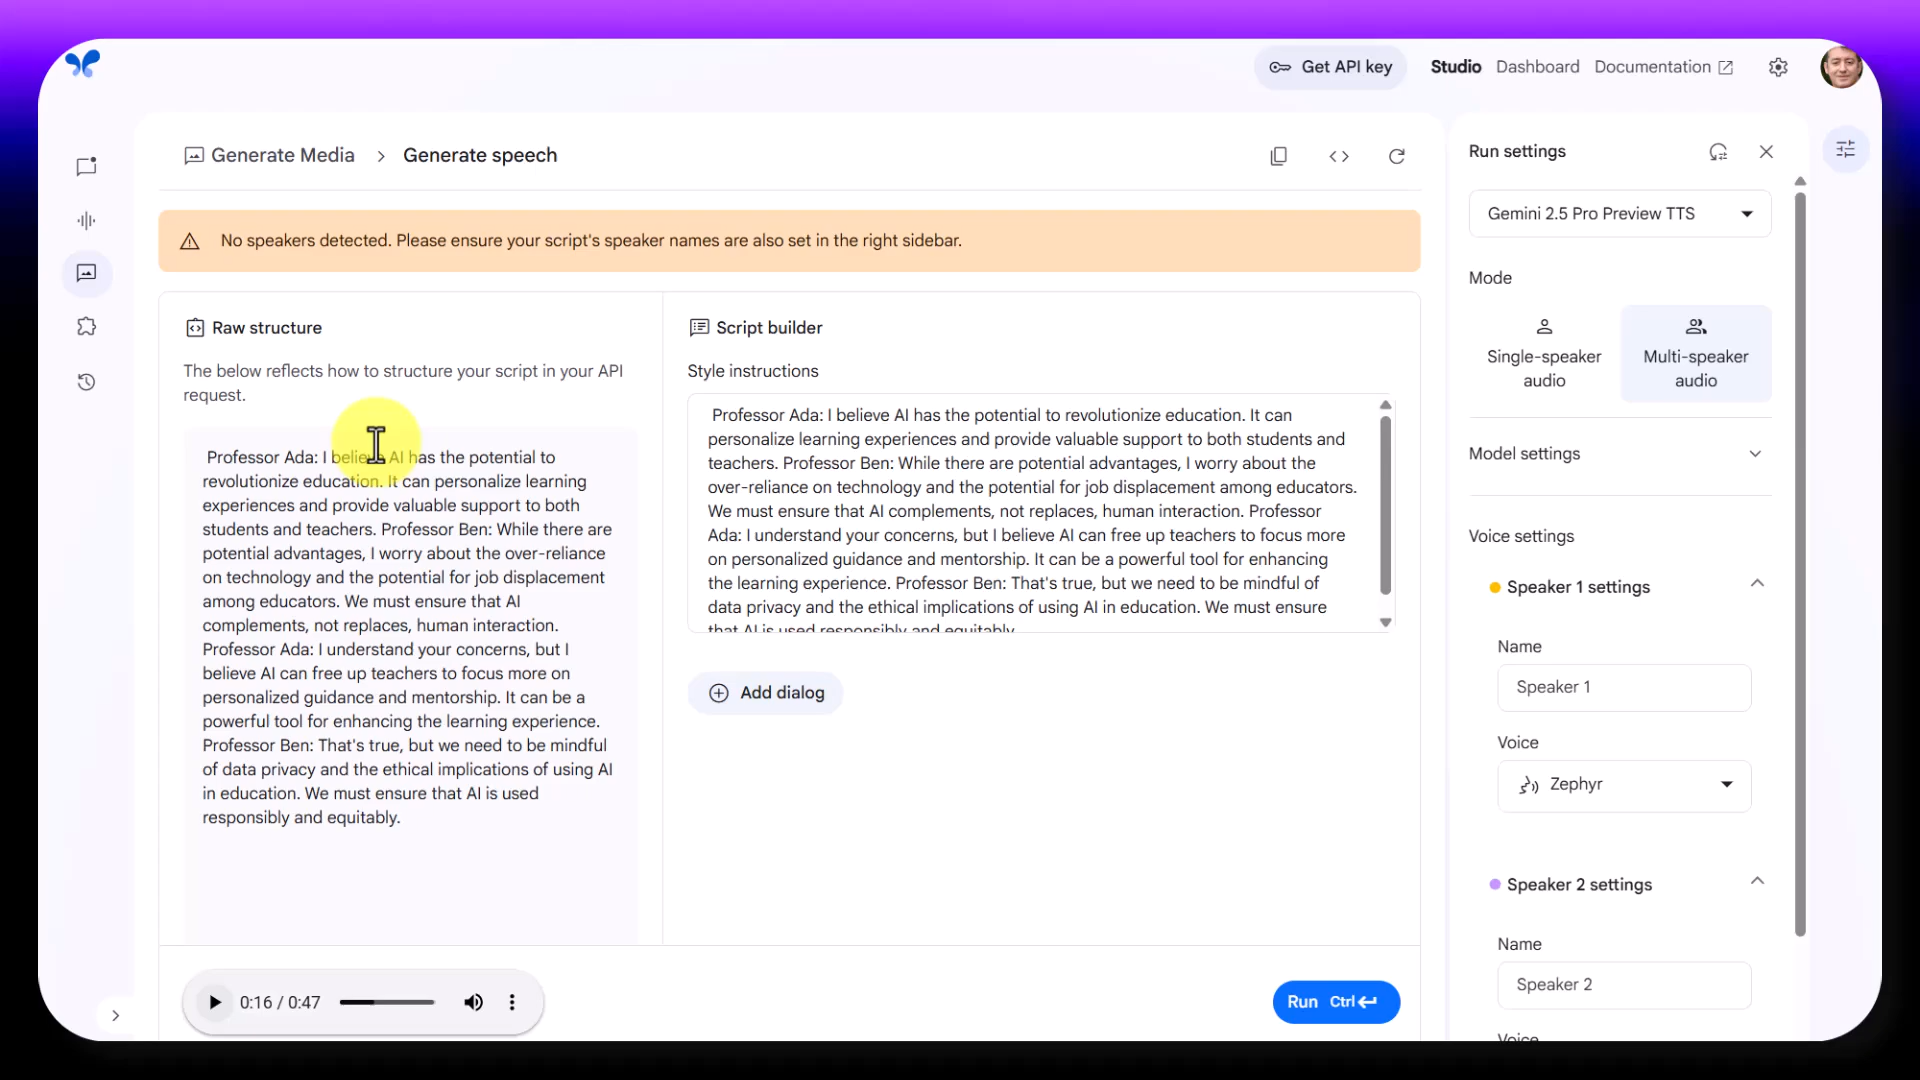 Get API key
Studio
Dashboard
Documentation
Generate Media > Generate speech
No speakers detected. Please ensure your script's speaker names are also set in the right sidebar.
Raw structure
The below reflects how to structure your script in your API
request.
Professor Ada: I believe AI has the potential to
revolutionize education. It can personalize learning
experiences and provide valuable support to both
students and teachers. Professor Ben: While there are
potential advantages, I worry about the over-reliance
on technology and the potential for job displacement
among educators. We must ensure that AI
complements, not replaces, human interaction.
Professor Ada: I understand your concerns, but I
believe AI can free up teachers to focus more on
personalized guidance and mentorship. It can be a
powerful tool for enhancing the learning experience.
Professor Ben: That's true, but we need to be mindful
of data privacy and the ethical implications of using AI
in education. We must ensure that AI is used
responsibly and equitably.
Script builder
Style instructions
Professor Ada: I believe AI has the potential to revolutionize education. It can
personalize learning experiences and provide valuable support to both students and
teachers. Professor Ben: While there are potential advantages, I worry about the
over-reliance on technology and the potential for job displacement among educators.
We must ensure that AI complements, not replaces, human interaction. Professor
Ada: I understand your concerns, but I believe AI can free up teachers to focus more
on personalized guidance and mentorship. It can be a powerful tool for enhancing
the learning experience. Professor Ben: That's true, but we need to be mindful of
data privacy and the ethical implications of using AI in education. We must ensure
that AI is used responsibly and equitably.
Add dialog
0:16 / 0:47
Run Ctrl
Run settings
Gemini 2.5 Pro Preview TTS
Mode
Single-speaker
audio
Multi-speaker
audio
Model settings
Voice settings
Speaker 1 settings
Name
Speaker 1
Voice
Zephyr
Speaker 2 settings
Name
Speaker 2
Voice